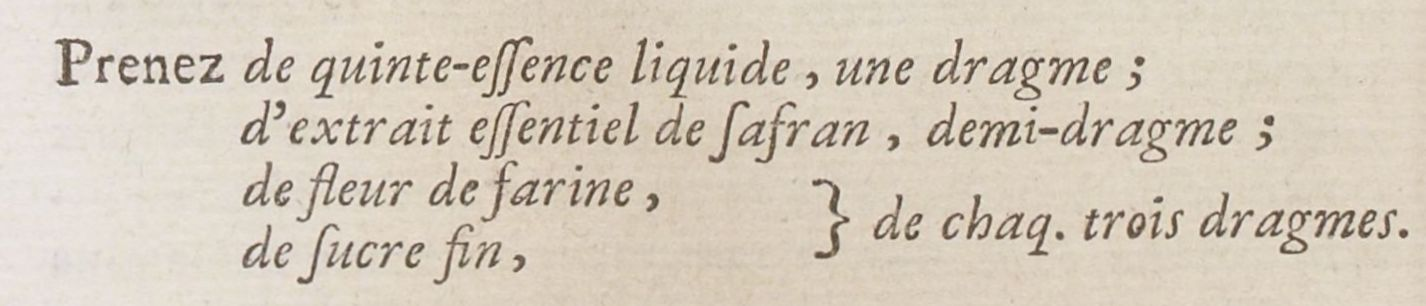 Prenez de quinte-eſſence liquide, une dragme;
d'extrait eſſentiel de ſafran, demi-dragme;
de fleur de farine,
de ſucre fin,
} de chaq. trois dragmes.